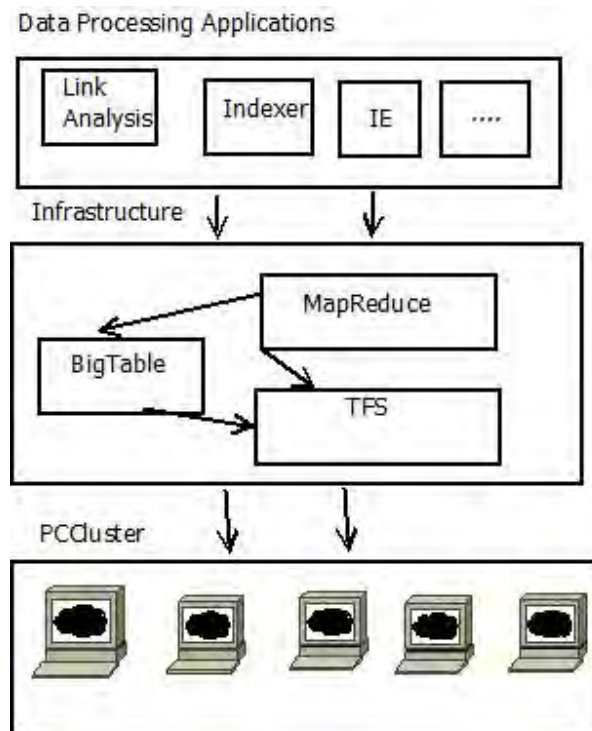 Data Processing Applications
Link
Analysis
Indexer
IE
....
Infrastructure
MapReduce
BigTable
TFS
PCCluster